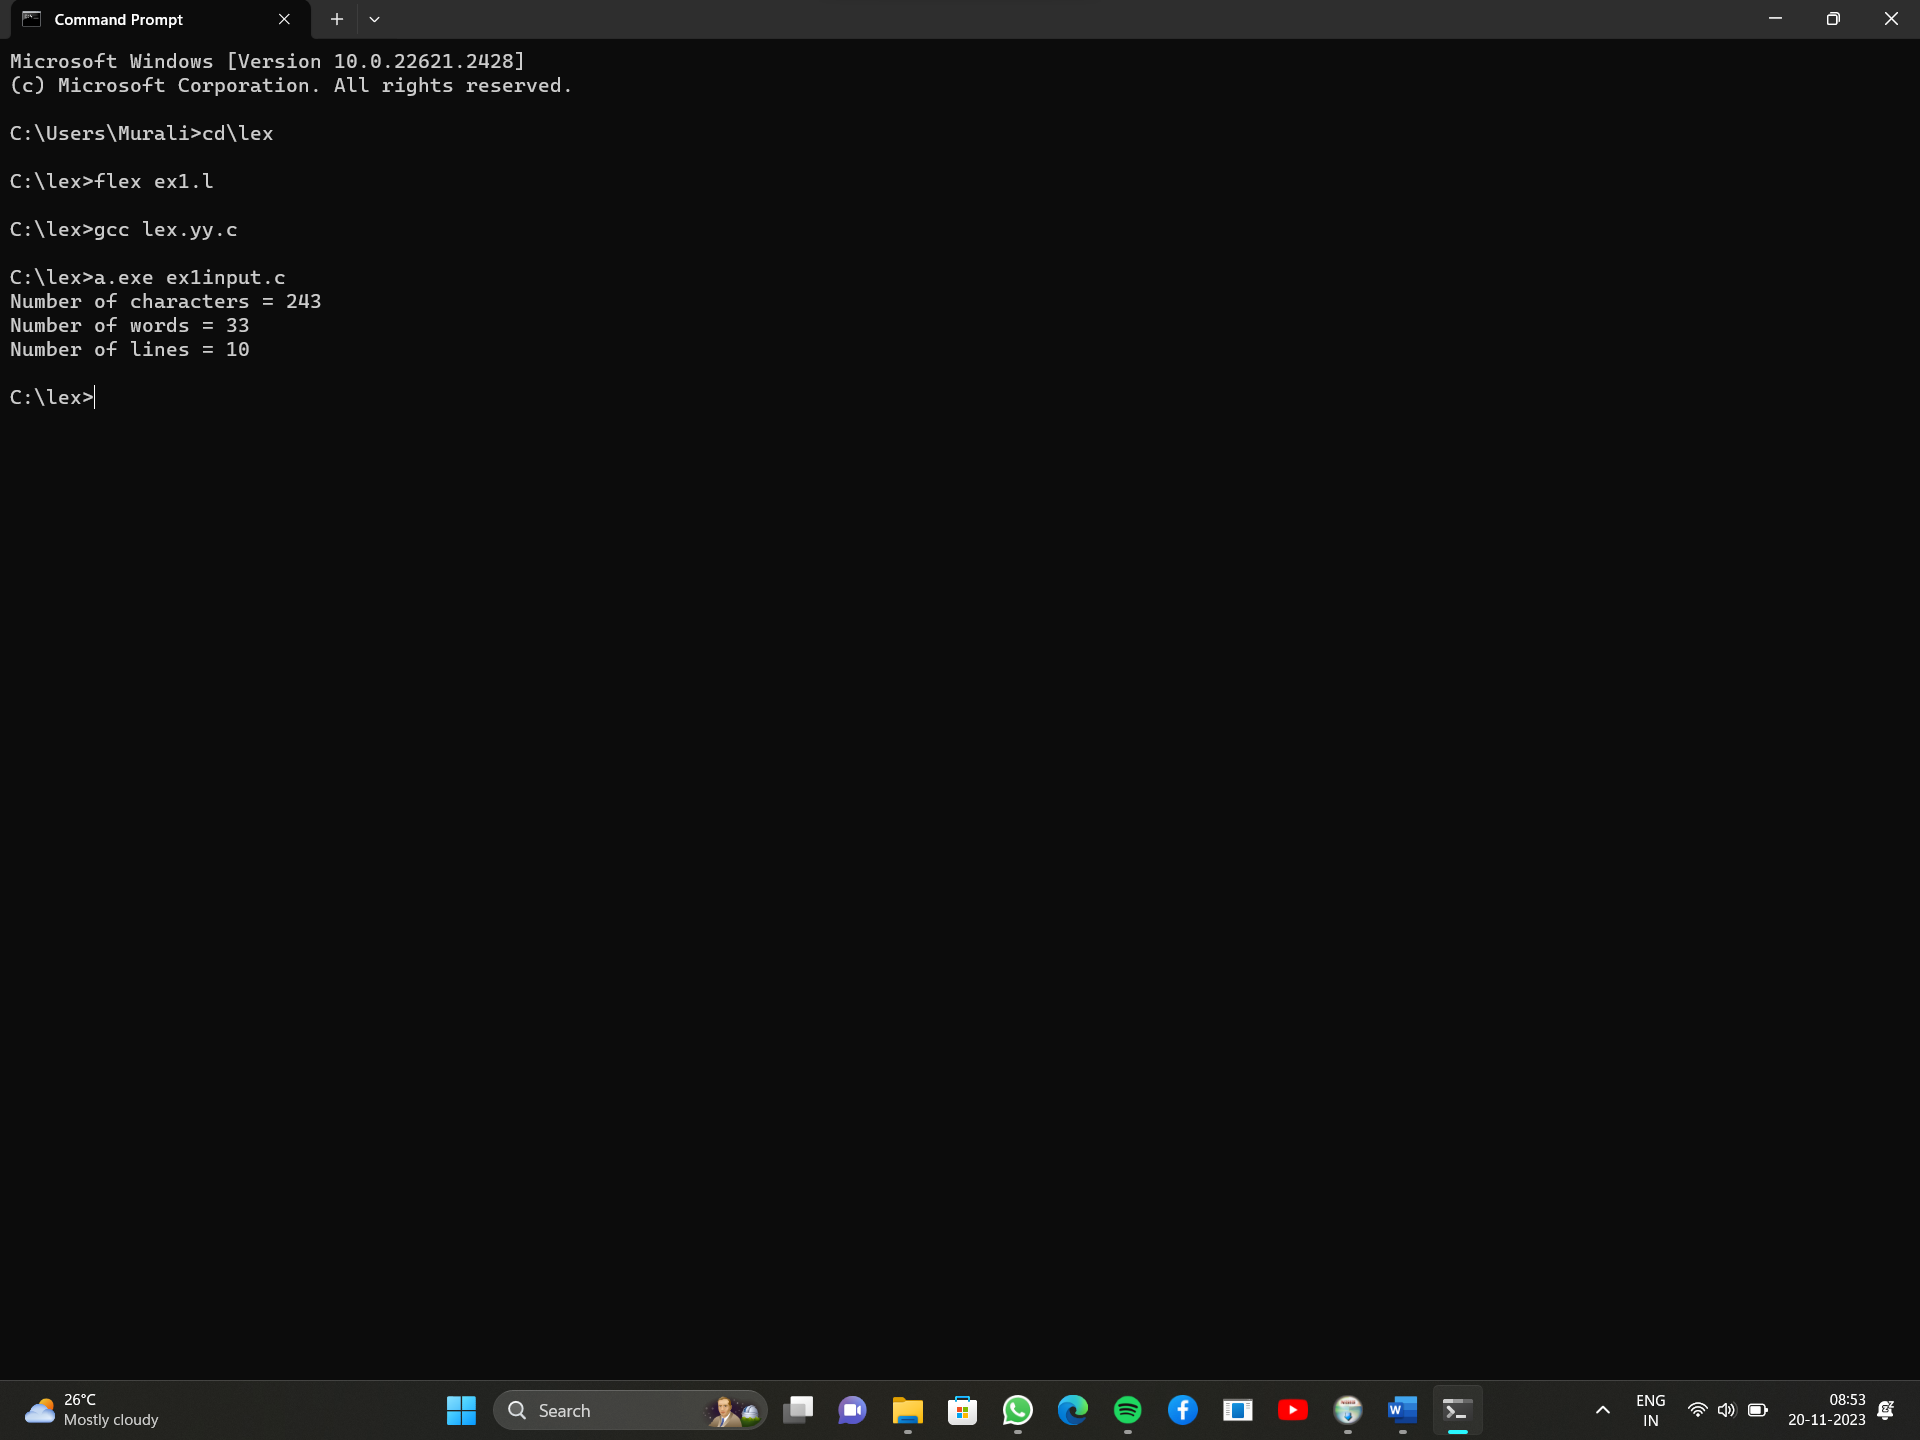 Command Prompt
Microsoft Windows [Version 10.0.22621.2428]
(c) Microsoft Corporation. All rights reserved.
C:\Users\Murali>cd\lex
C:\lex>flex ex1.l
C:\lex>gcc lex.yy.c
C:\lex>a.exe ex1input.c
Number of characters = 243
Number of words = 33
Number of lines = 10
C:\lex>
26°C
Mostly cloudy
Search
ENG
IN
08:53
20-11-2023